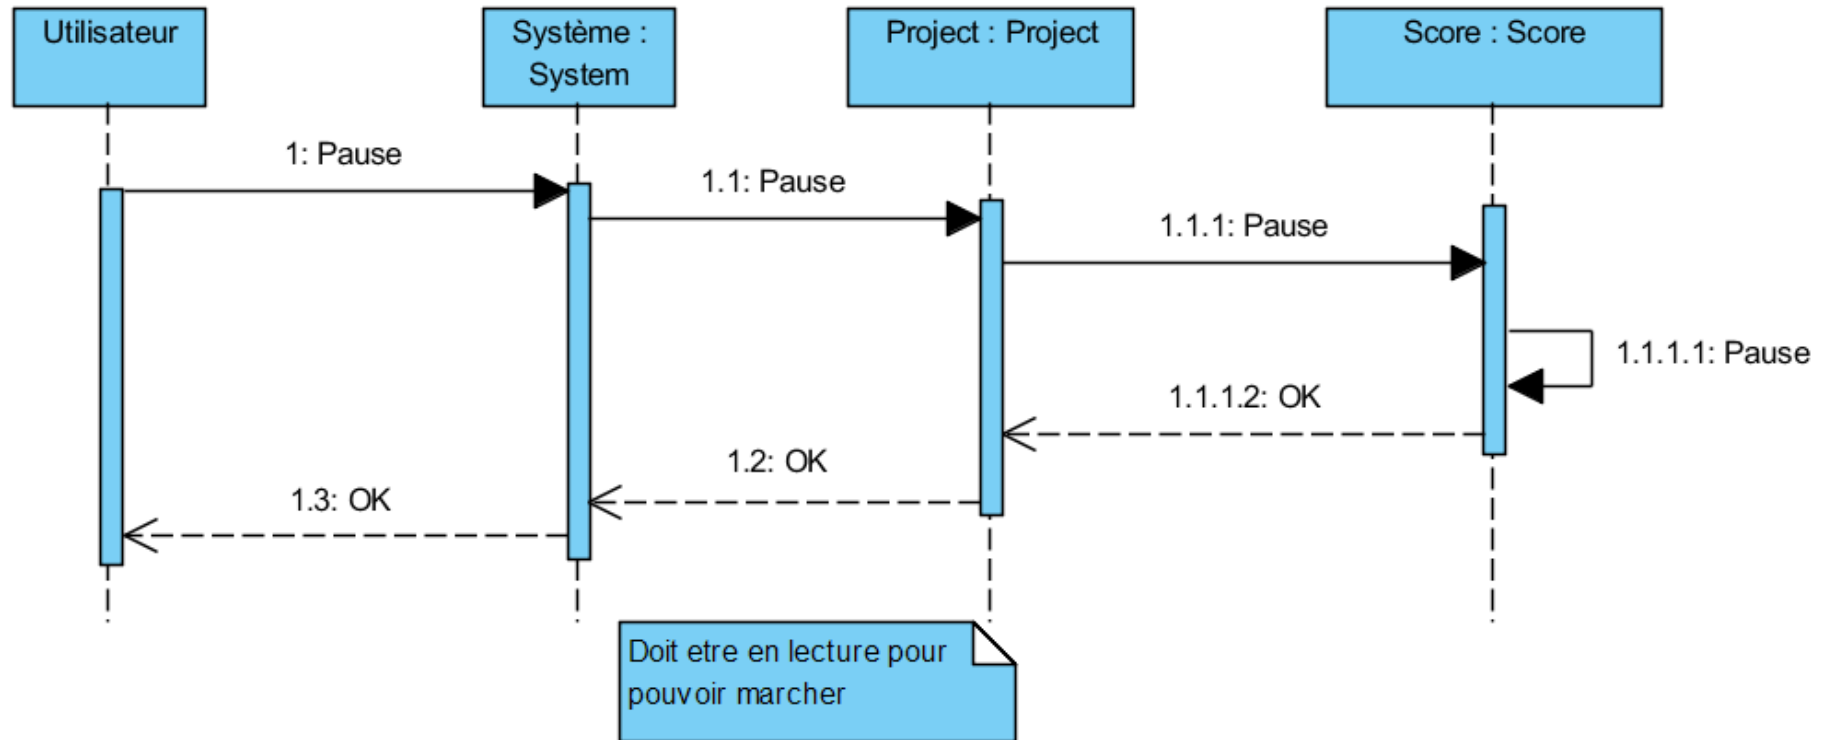 Utilisateur
Système :
System
Project : Project
Score : Score
1: Pause
1.1: Pause
1.1.1: Pause
1.1.1.1: Pause
1.1.1.2: OK
1.2: OK
1.3: OK
Doit etre en lecture pour
pouvoir marcher